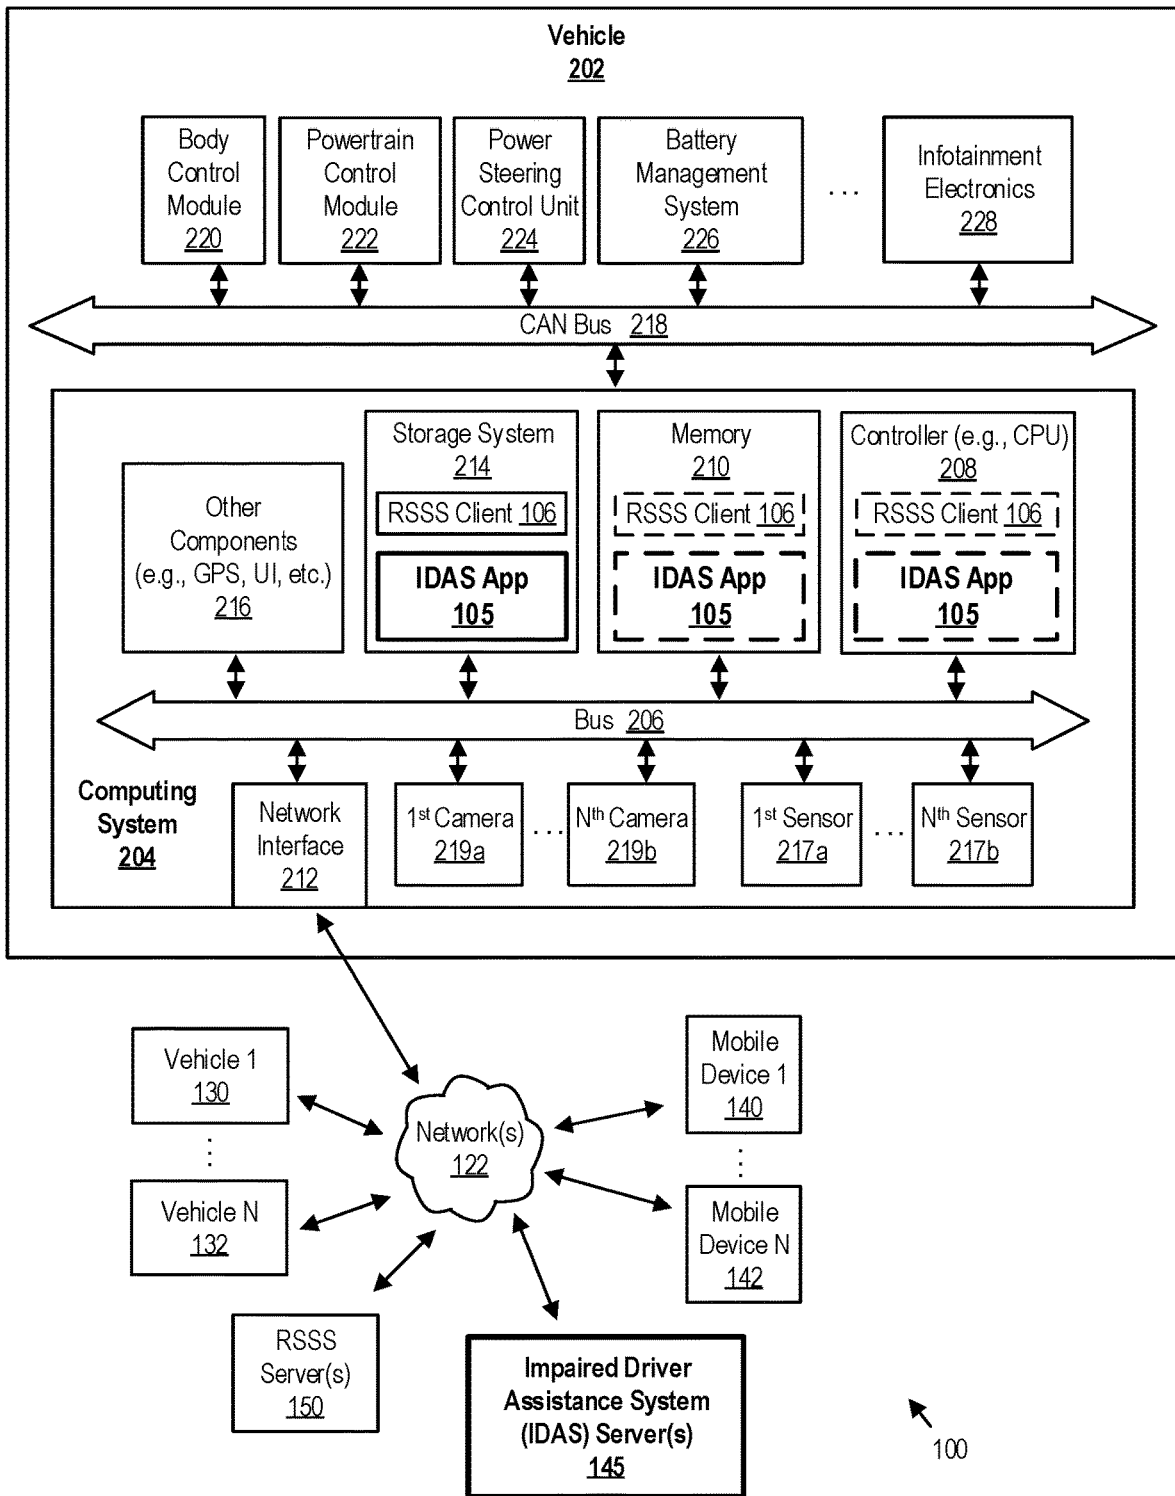 Vehicle
202
Body
Control
Module
220
Powertrain
Control
Module
222
Power
Steering
Control Unit
224
Battery
Management
System
226
...
Infotainment
Electronics
228
CAN Bus 218
Other
Components
(e.g., GPS, UI, etc.)
216
Storage System
214
RSSS Client 106
IDAS App
105
Memory
210
RSSS Client 106
IDAS App
105
Controller (e.g., CPU)
208
RSSS Client 106
IDAS App
105
Bus 206
Computing
System
204
Network
Interface
212
1st Camera
219a
...
Nth Camera
219b
1st Sensor
217a
...
Nth Sensor
217b
Vehicle 1
130
...
Vehicle N
132
Network(s)
122
Mobile
Device 1
140
...
Mobile
Device N
142
RSSS
Server(s)
150
Impaired Driver
Assistance System
(IDAS) Server(s)
145
100